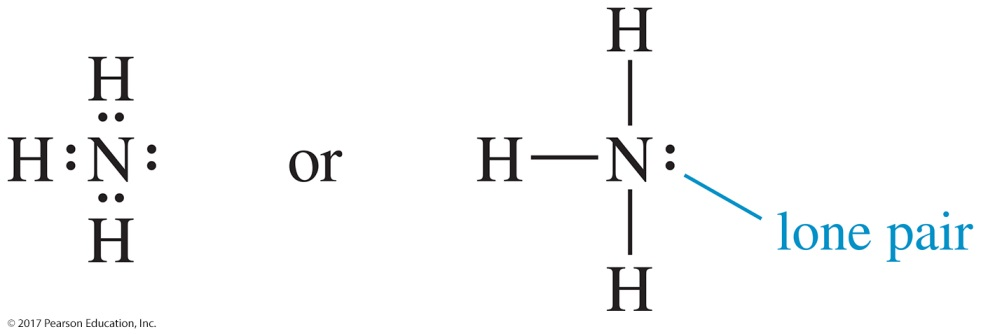 H
H:N:
H
or
H
H—N:
H
lone pair
© 2017 Pearson Education, Inc.